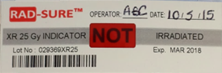 RAD-SURE™ OPERATOR ABC DATE 10/5/15
XR 25 Gy INDICATOR NOT IRRADIATED
Lot No : 029369XR25 Exp. MAR 2018